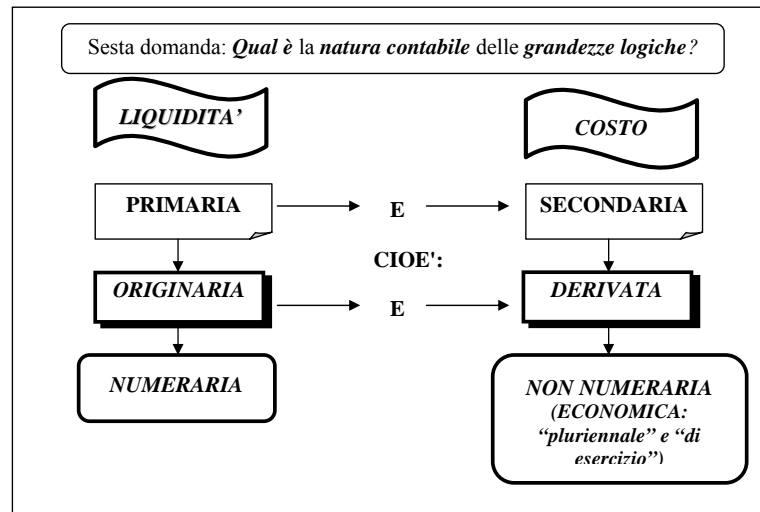 Sesta domanda: Qual è la natura contabile delle grandezze logiche?
LIQUIDITA'
COSTO
PRIMARIA
E
SECONDARIA
CIOE':
ORIGINARIA
E
DERIVATA
NUMERARIA
NON NUMERARIA
(ECONOMICA:
“pluriennale” e “di
esercizio”)